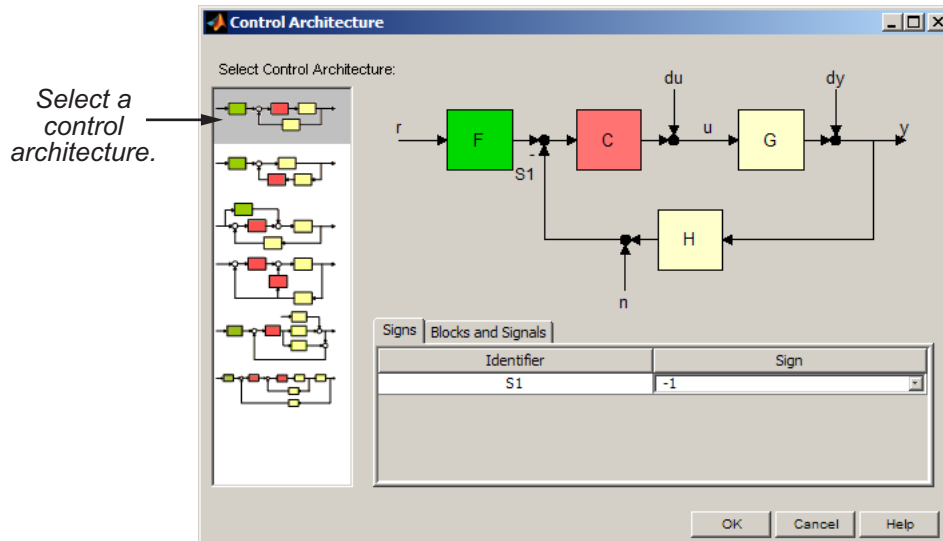 Control Architecture
Select Control Architecture:
Select a
control
architecture.
du
dy
r
F
C
u
G
y
-
S1
H
n
Signs
Blocks and Signals
Identifier
Sign
S1
-1
OK
Cancel
Help